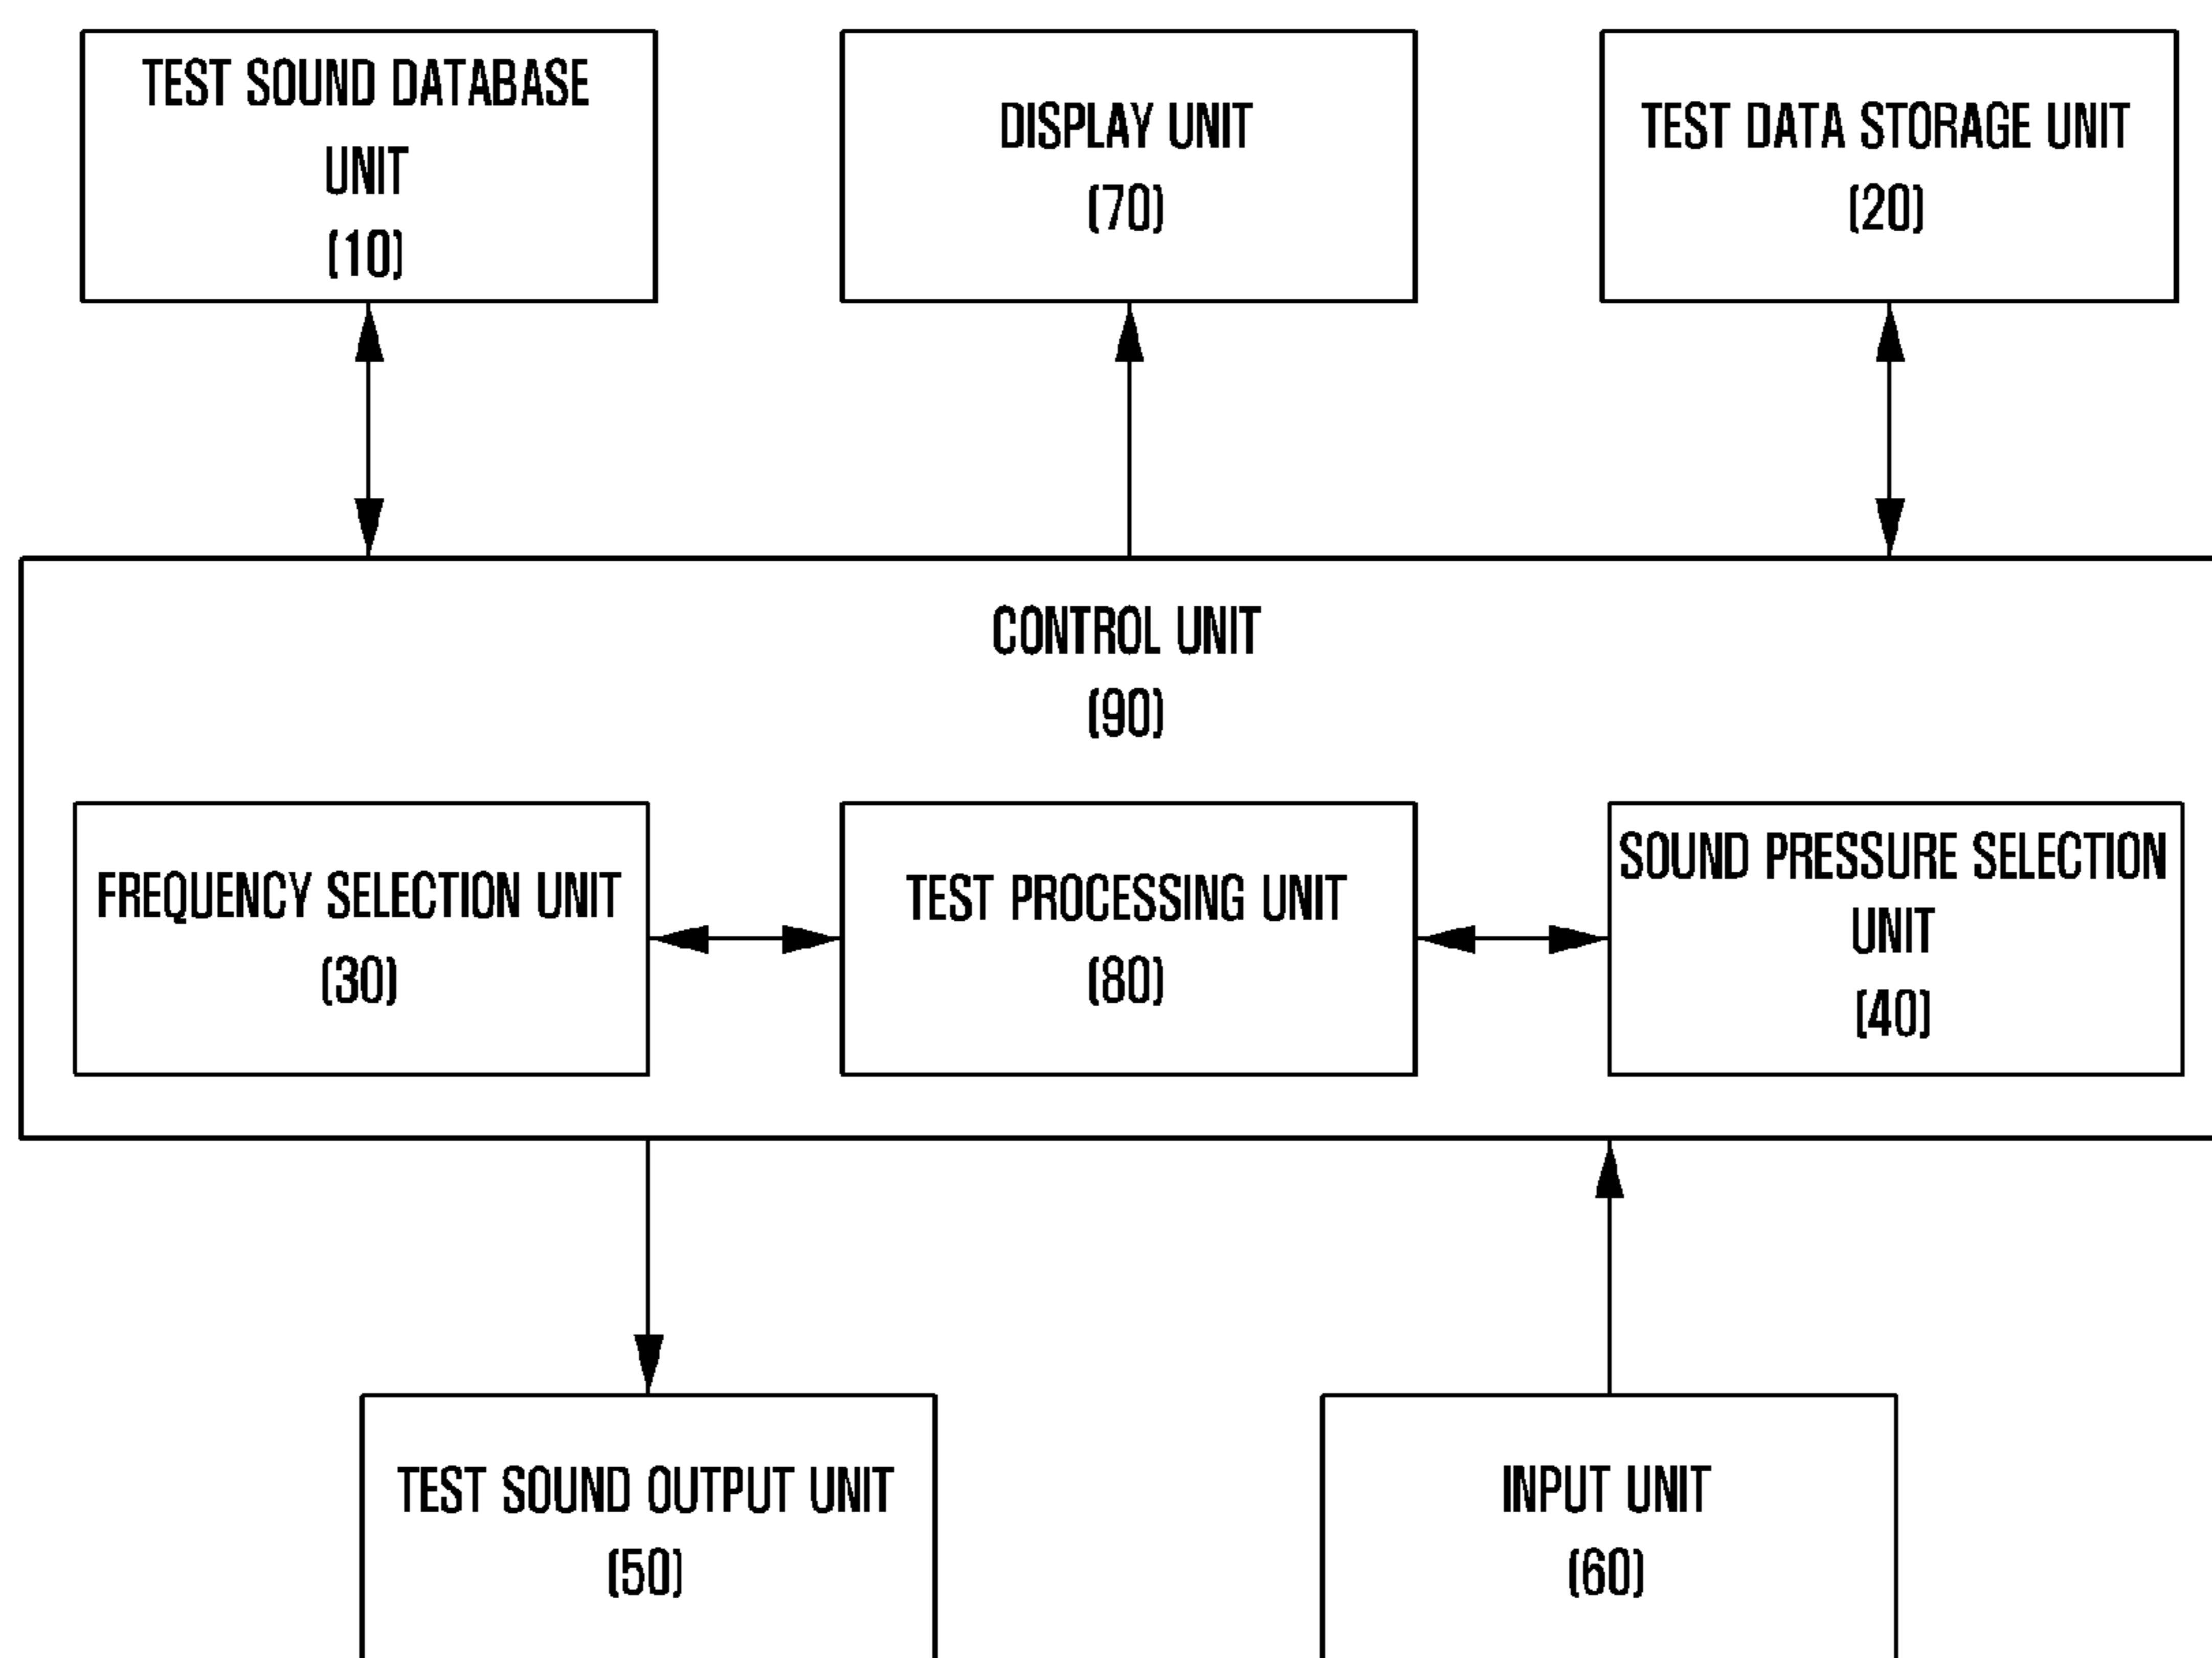 TEST SOUND DATABASE
UNIT
(10)
DISPLAY UNIT
(70)
TEST DATA STORAGE UNIT
(20)
CONTROL UNIT
(90)
FREQUENCY SELECTION UNIT
(30)
TEST PROCESSING UNIT
(80)
SOUND PRESSURE SELECTION
UNIT
(40)
TEST SOUND OUTPUT UNIT
(50)
INPUT UNIT
(60)